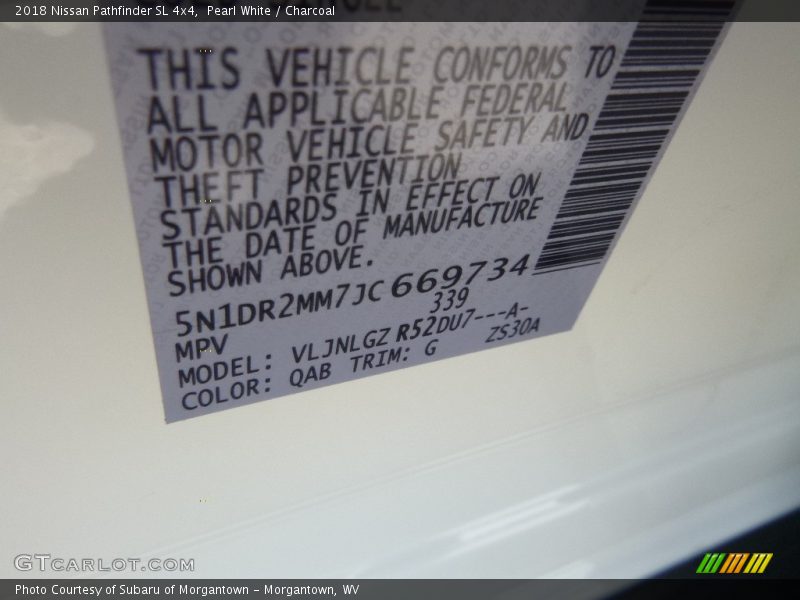 2018 Nissan Pathfinder SL 4x4,  Pearl White / Charcoal
THIS VEHICLE CONFORMS TO
ALL APPLICABLE FEDERAL
MOTOR VEHICLE SAFETY AND
THEFT PREVENTION
STANDARDS IN EFFECT ON
THE DATE OF MANUFACTURE
SHOWN ABOVE.
5N1DR2MM7JC669734
MPV 339
MODEL: VLJNLGZ R52DU7---A-
COLOR: QAB TRIM: G ZS30A
GTCARLOT.COM
Photo Courtesy of Subaru of Morgantown - Morgantown, WV